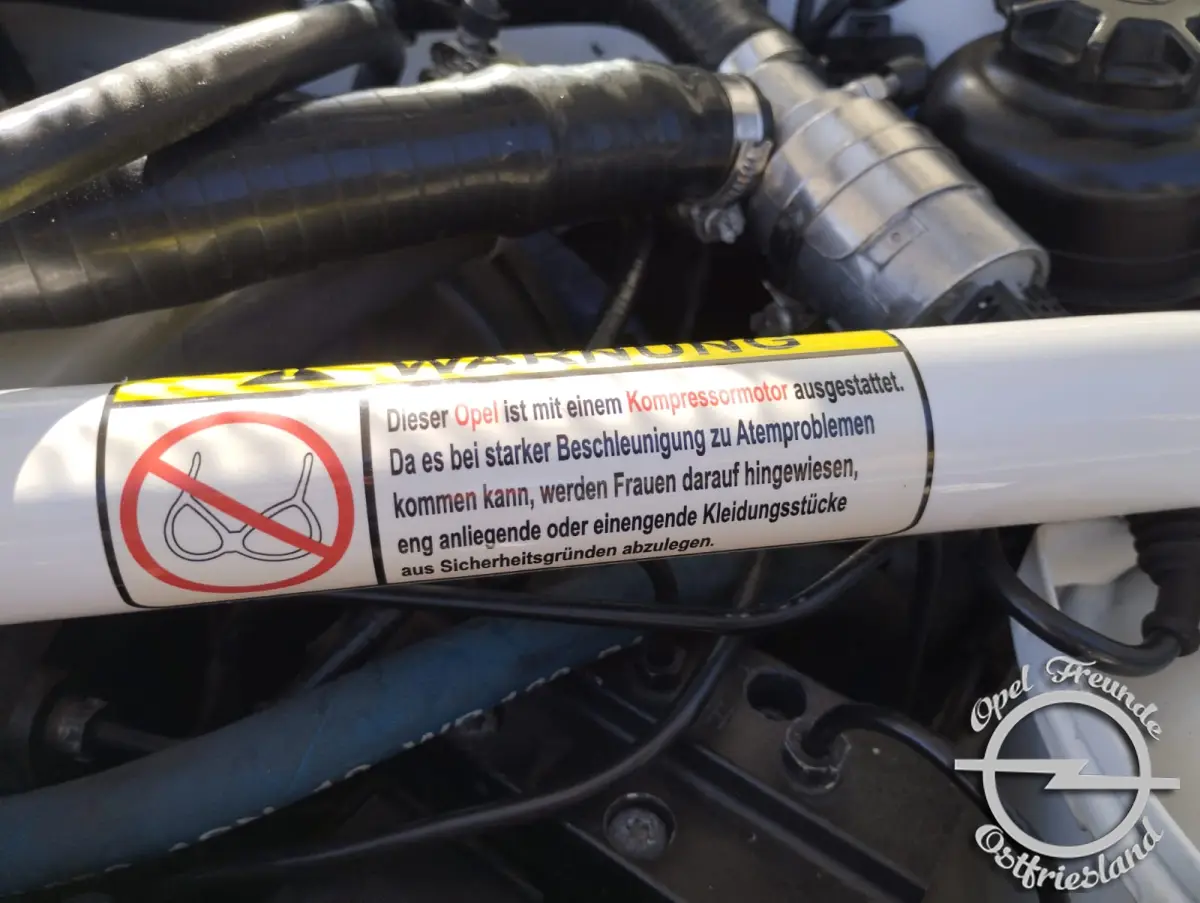 WARNUNG
Dieser Opel ist mit einem Kompressormotor ausgestattet.
Da es bei starker Beschleunigung zu Atemproblemen
kommen kann, werden Frauen darauf hingewiesen,
eng anliegende oder einengende Kleidungsstücke
aus Sicherheitsgründen abzulegen.
Opel Freunde
Ostfriesland